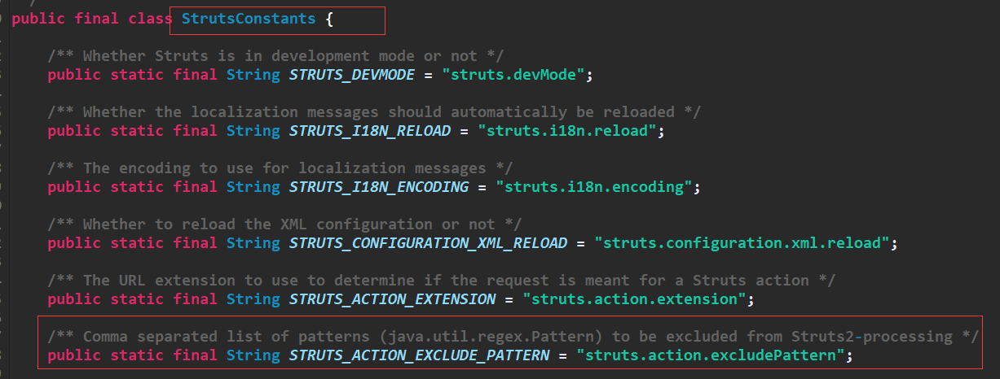 public final class StrutsConstants {
/** Whether Struts is in development mode or not */
public static final String STRUTS_DEVMODE = "struts.devMode";
/** Whether the localization messages should automatically be reloaded */
public static final String STRUTS_I18N_RELOAD = "struts.i18n.reload";
/** The encoding to use for localization messages */
public static final String STRUTS_I18N_ENCODING = "struts.i18n.encoding";
/** Whether to reload the XML configuration or not */
public static final String STRUTS_CONFIGURATION_XML_RELOAD = "struts.configuration.xml.reload";
/** The URL extension to use to determine if the request is meant for a Struts action */
public static final String STRUTS_ACTION_EXTENSION = "struts.action.extension";
/** Comma separated list of patterns (java.util.regex.Pattern) to be excluded from Struts2-processing */
public static final String STRUTS_ACTION_EXCLUDE_PATTERN = "struts.action.excludePattern";